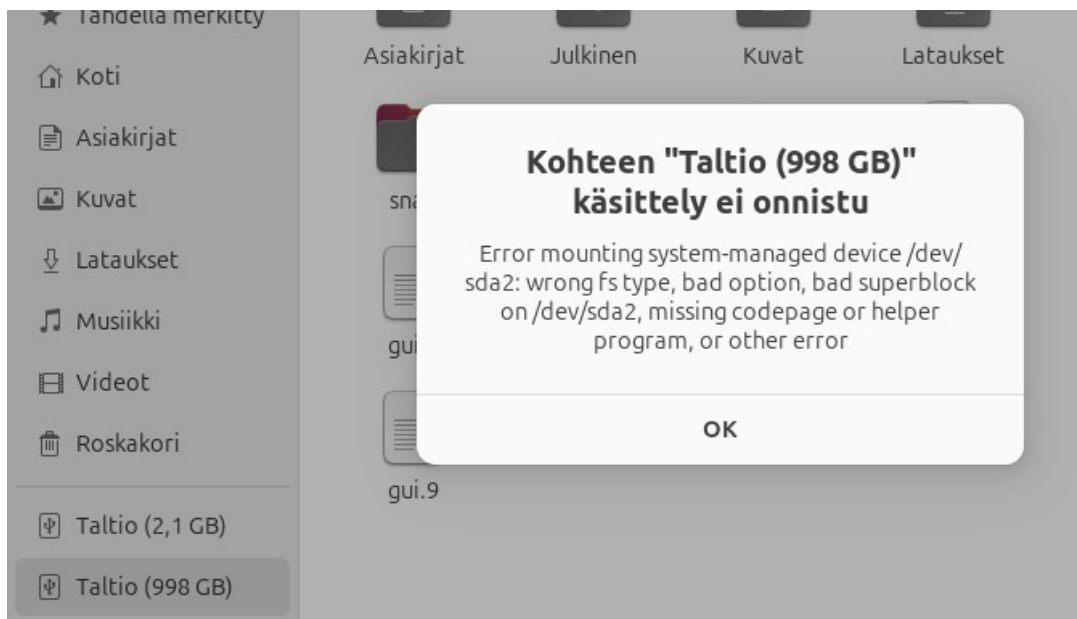 Tähdellä merkitty
Koti
Asiakirjat
Kuvat
Lataukset
Musiikki
Videot
Roskakori
Taltio (2,1 GB)
Taltio (998 GB)
Asiakirjat
Julkinen
Kuvat
Lataukset
sna
gui
gui.9
Kohteen "Taltio (998 GB)"
käsittely ei onnistu
Error mounting system-managed device /dev/
sda2: wrong fs type, bad option, bad superblock
on /dev/sda2, missing codepage or helper
program, or other error
OK